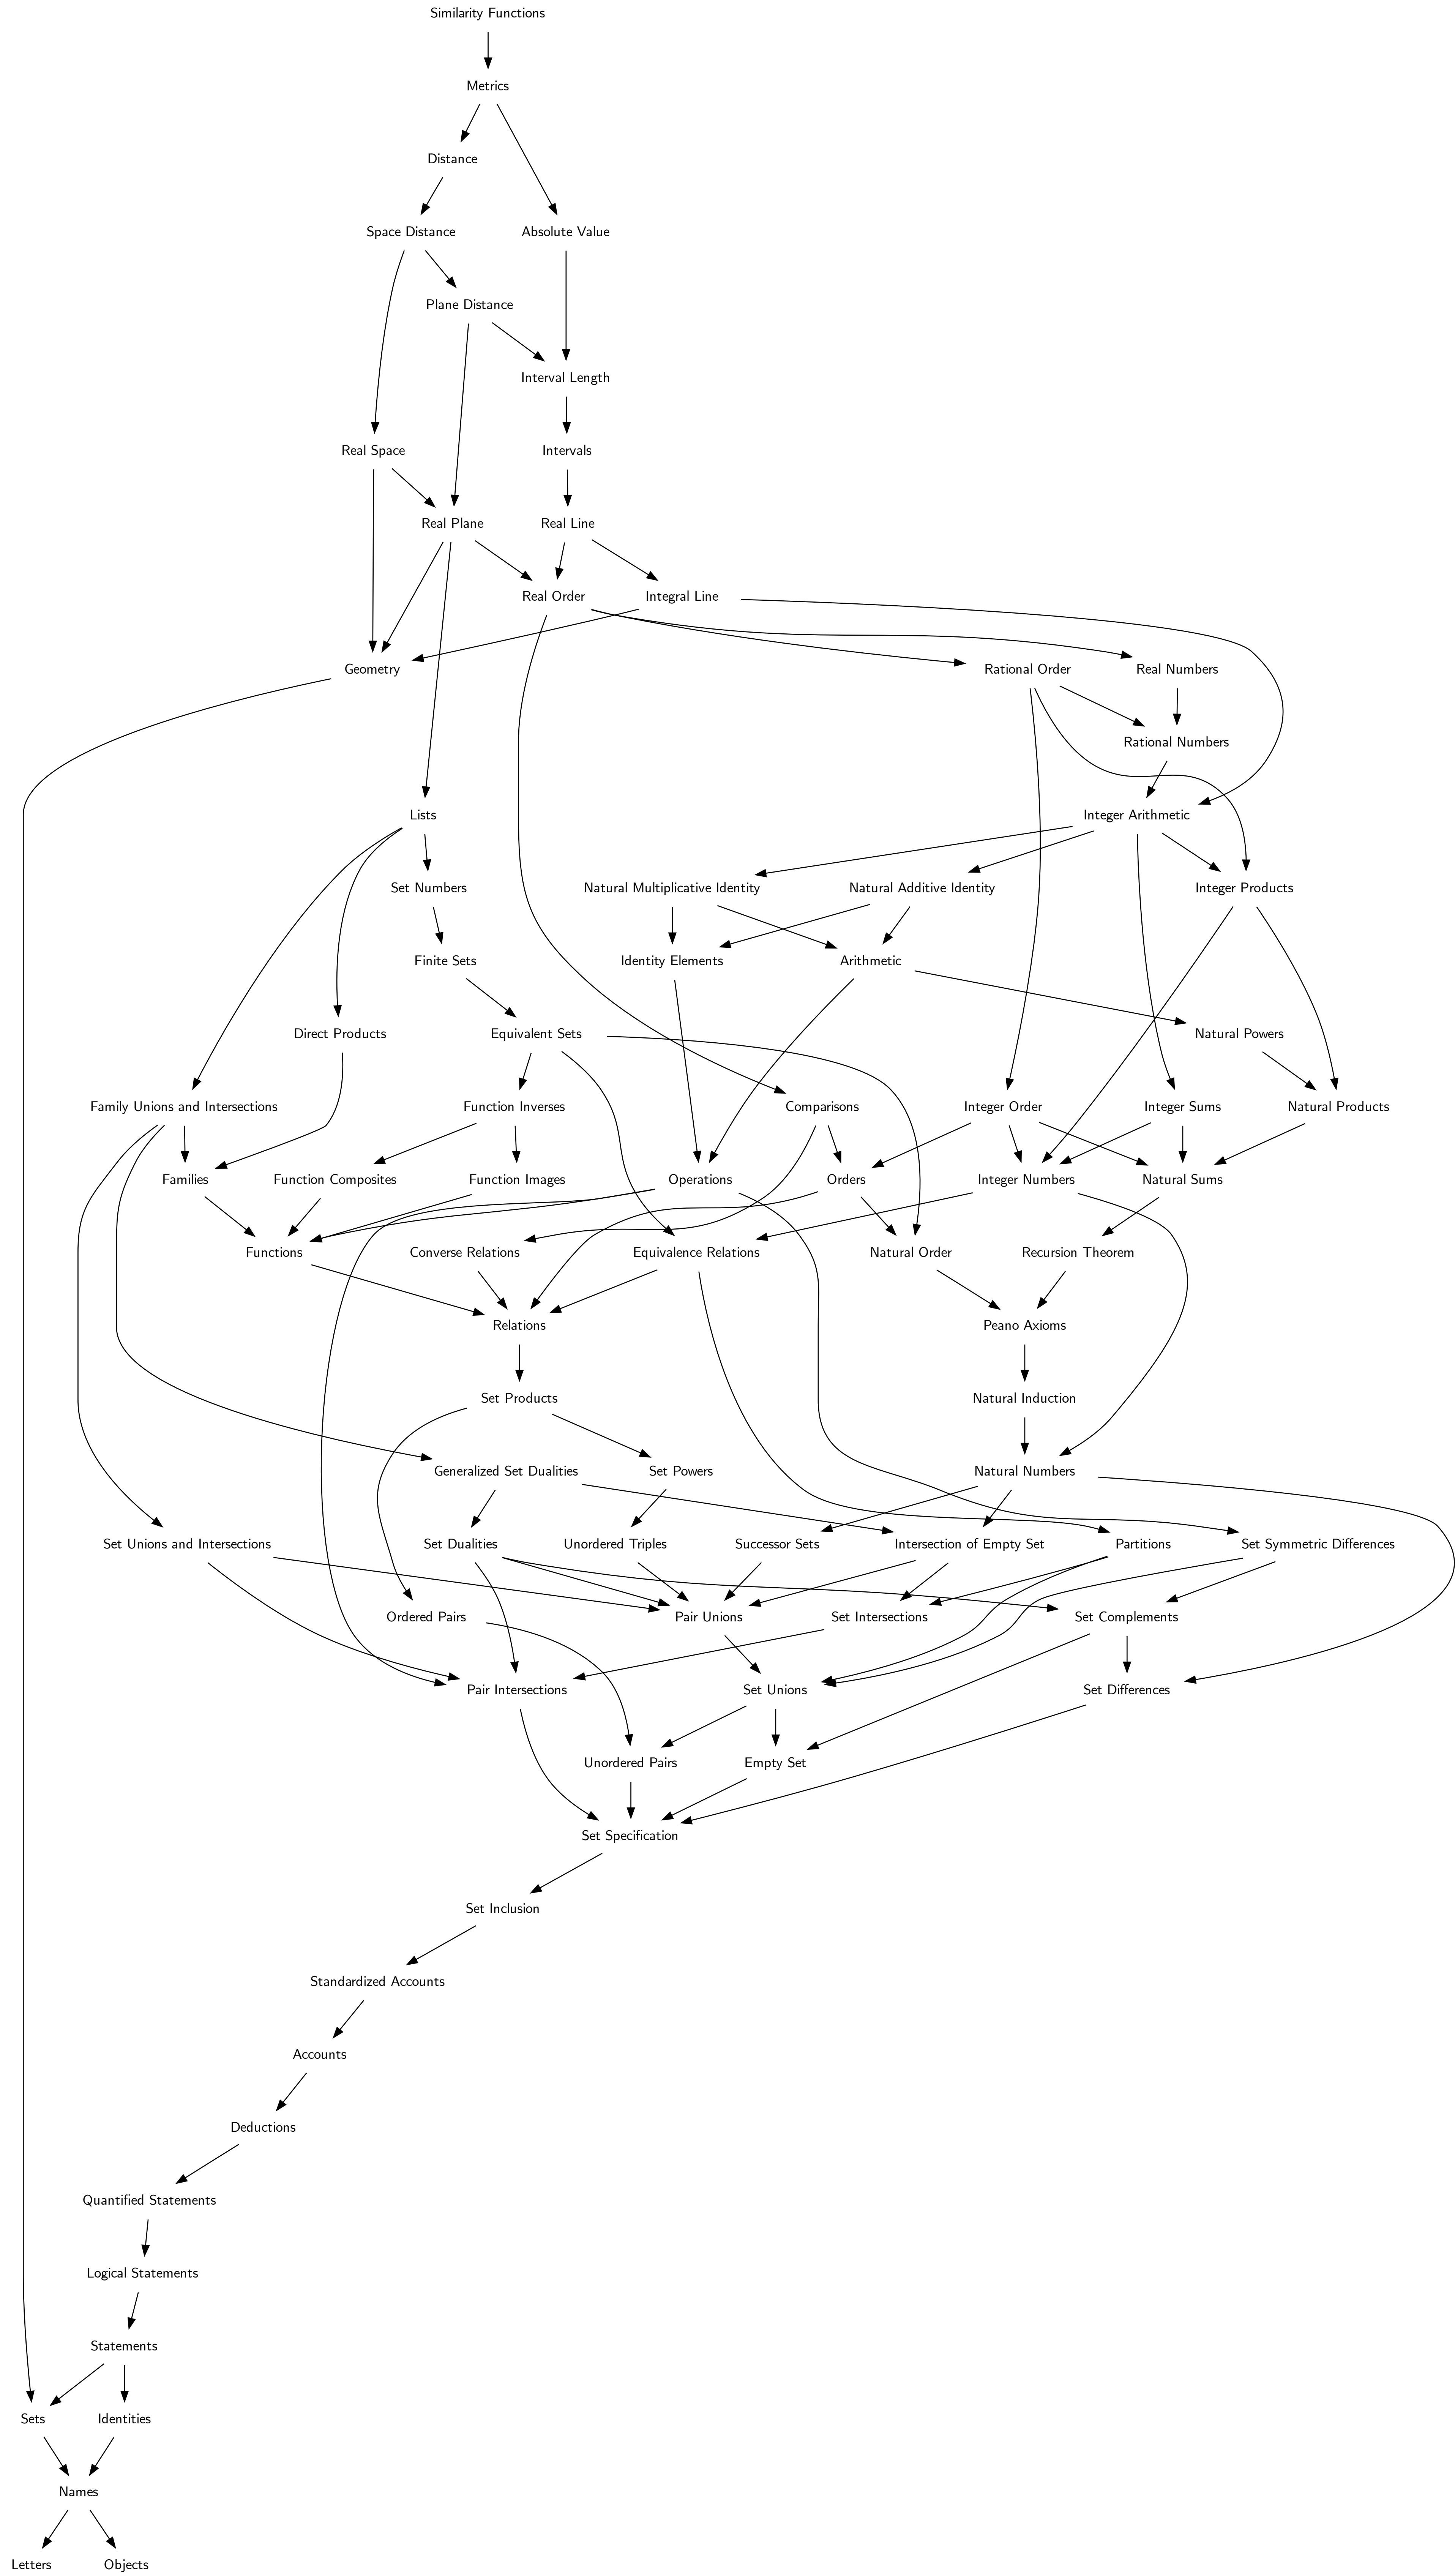 Similarity Functions
Metrics
Distance
Space Distance
Absolute Value
Plane Distance
Interval Length
Real Space
Intervals
Real Plane
Real Line
Real Order
Integral Line
Geometry
Rational Order
Real Numbers
Rational Numbers
Lists
Integer Arithmetic
Set Numbers
Natural Multiplicative Identity
Natural Additive Identity
Integer Products
Finite Sets
Identity Elements
Arithmetic
Direct Products
Equivalent Sets
Natural Powers
Family Unions and Intersections
Function Inverses
Comparisons
Integer Order
Integer Sums
Natural Products
Families
Function Composites
Function Images
Operations
Orders
Integer Numbers
Natural Sums
Functions
Converse Relations
Equivalence Relations
Natural Order
Recursion Theorem
Relations
Peano Axioms
Set Products
Natural Induction
Generalized Set Dualities
Set Powers
Natural Numbers
Set Unions and Intersections
Set Dualities
Unordered Triples
Successor Sets
Intersection of Empty Set
Partitions
Set Symmetric Differences
Ordered Pairs
Pair Unions
Set Intersections
Set Complements
Pair Intersections
Set Unions
Set Differences
Unordered Pairs
Empty Set
Set Specification
Set Inclusion
Standardized Accounts
Accounts
Deductions
Quantified Statements
Logical Statements
Statements
Sets
Identities
Names
Letters
Objects